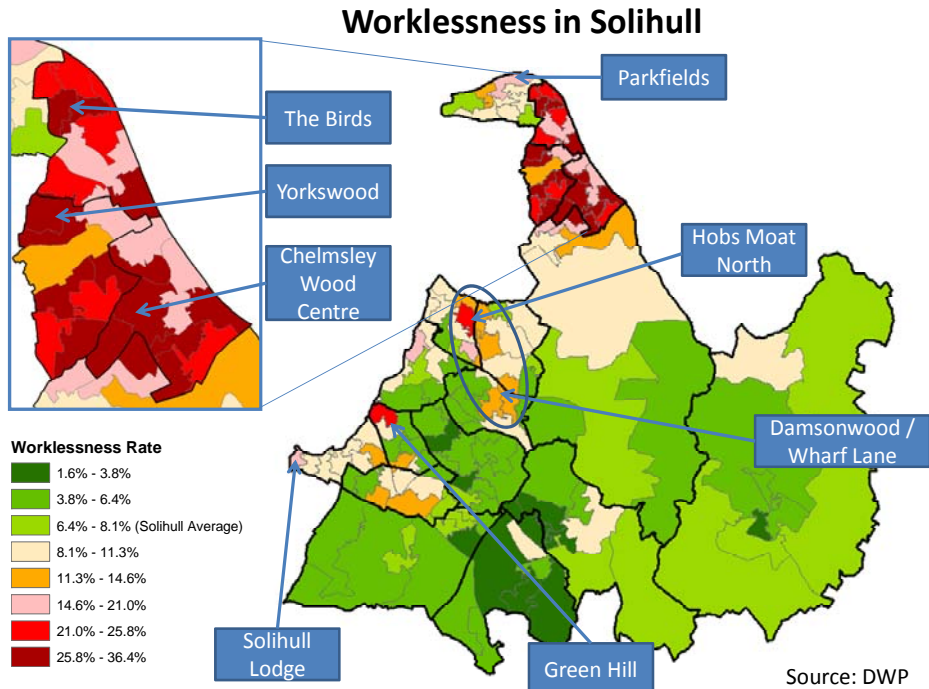 Worklessness in Solihull
Parkfields
The Birds
Yorkswood
Chelmsley
Wood
Centre
Hobs Moat
North
Damsonwood /
Wharf Lane
Worklessness Rate
1.6% - 3.8%
3.8% - 6.4%
6.4% - 8.1% (Solihull Average)
8.1% - 11.3%
11.3% - 14.6%
14.6% - 21.0%
21.0% - 25.8%
25.8% - 36.4%
Solihull
Lodge
Green Hill
Source: DWP